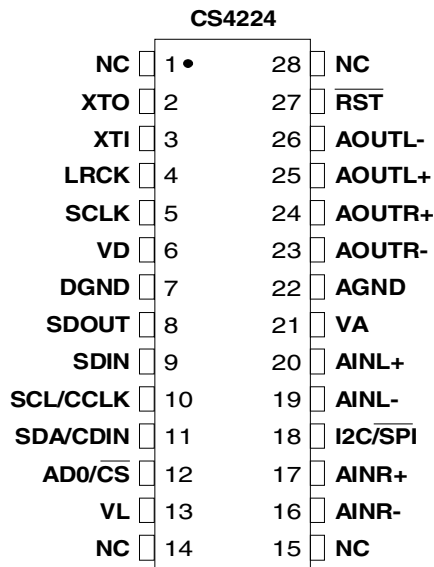 CS4224
NC 1 28 NC
XTO 2 27 R̅S̅T̅
XTI 3 26 AOUTL-
LRCK 4 25 AOUTL+
SCLK 5 24 AOUTR+
VD 6 23 AOUTR-
DGND 7 22 AGND
SDOUT 8 21 VA
SDIN 9 20 AINL+
SCL/CCLK 10 19 AINL-
SDA/CDIN 11 18 I2C/S̅P̅I̅
AD0/C̅S̅ 12 17 AINR+
VL 13 16 AINR-
NC 14 15 NC